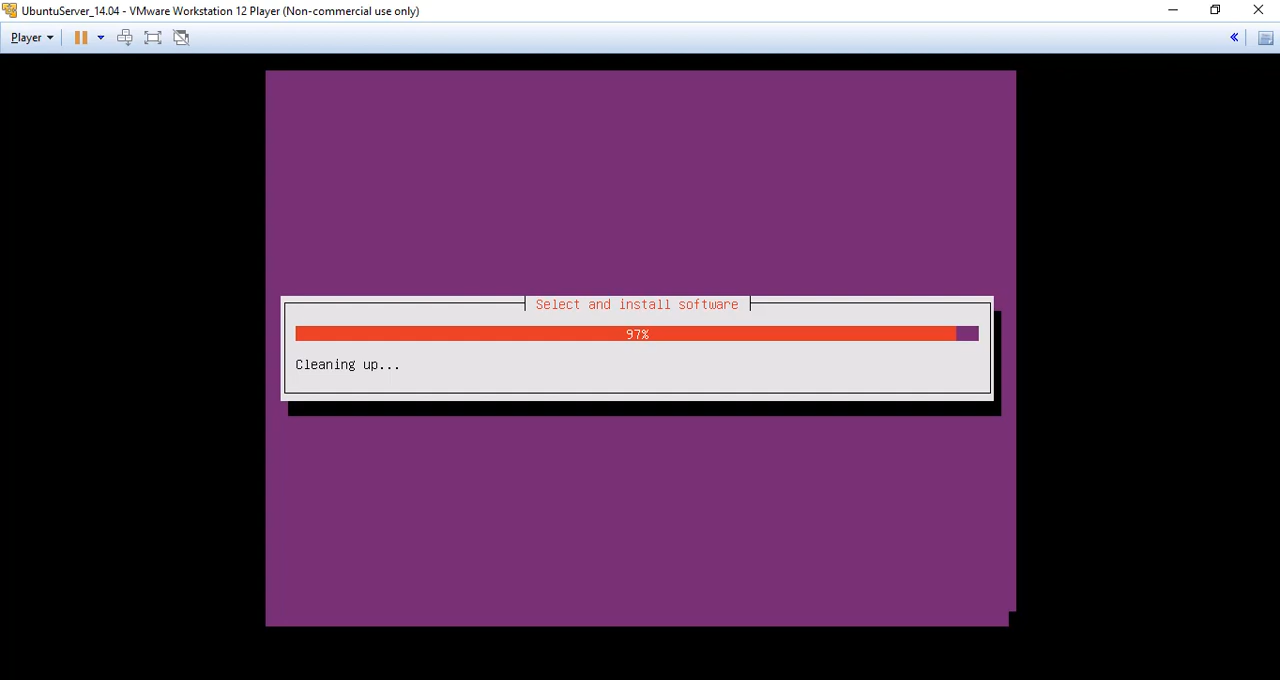 UbuntuServer_14.04 - VMware Workstation 12 Player (Non-commercial use only)
Player
Select and install software
97%
Cleaning up...